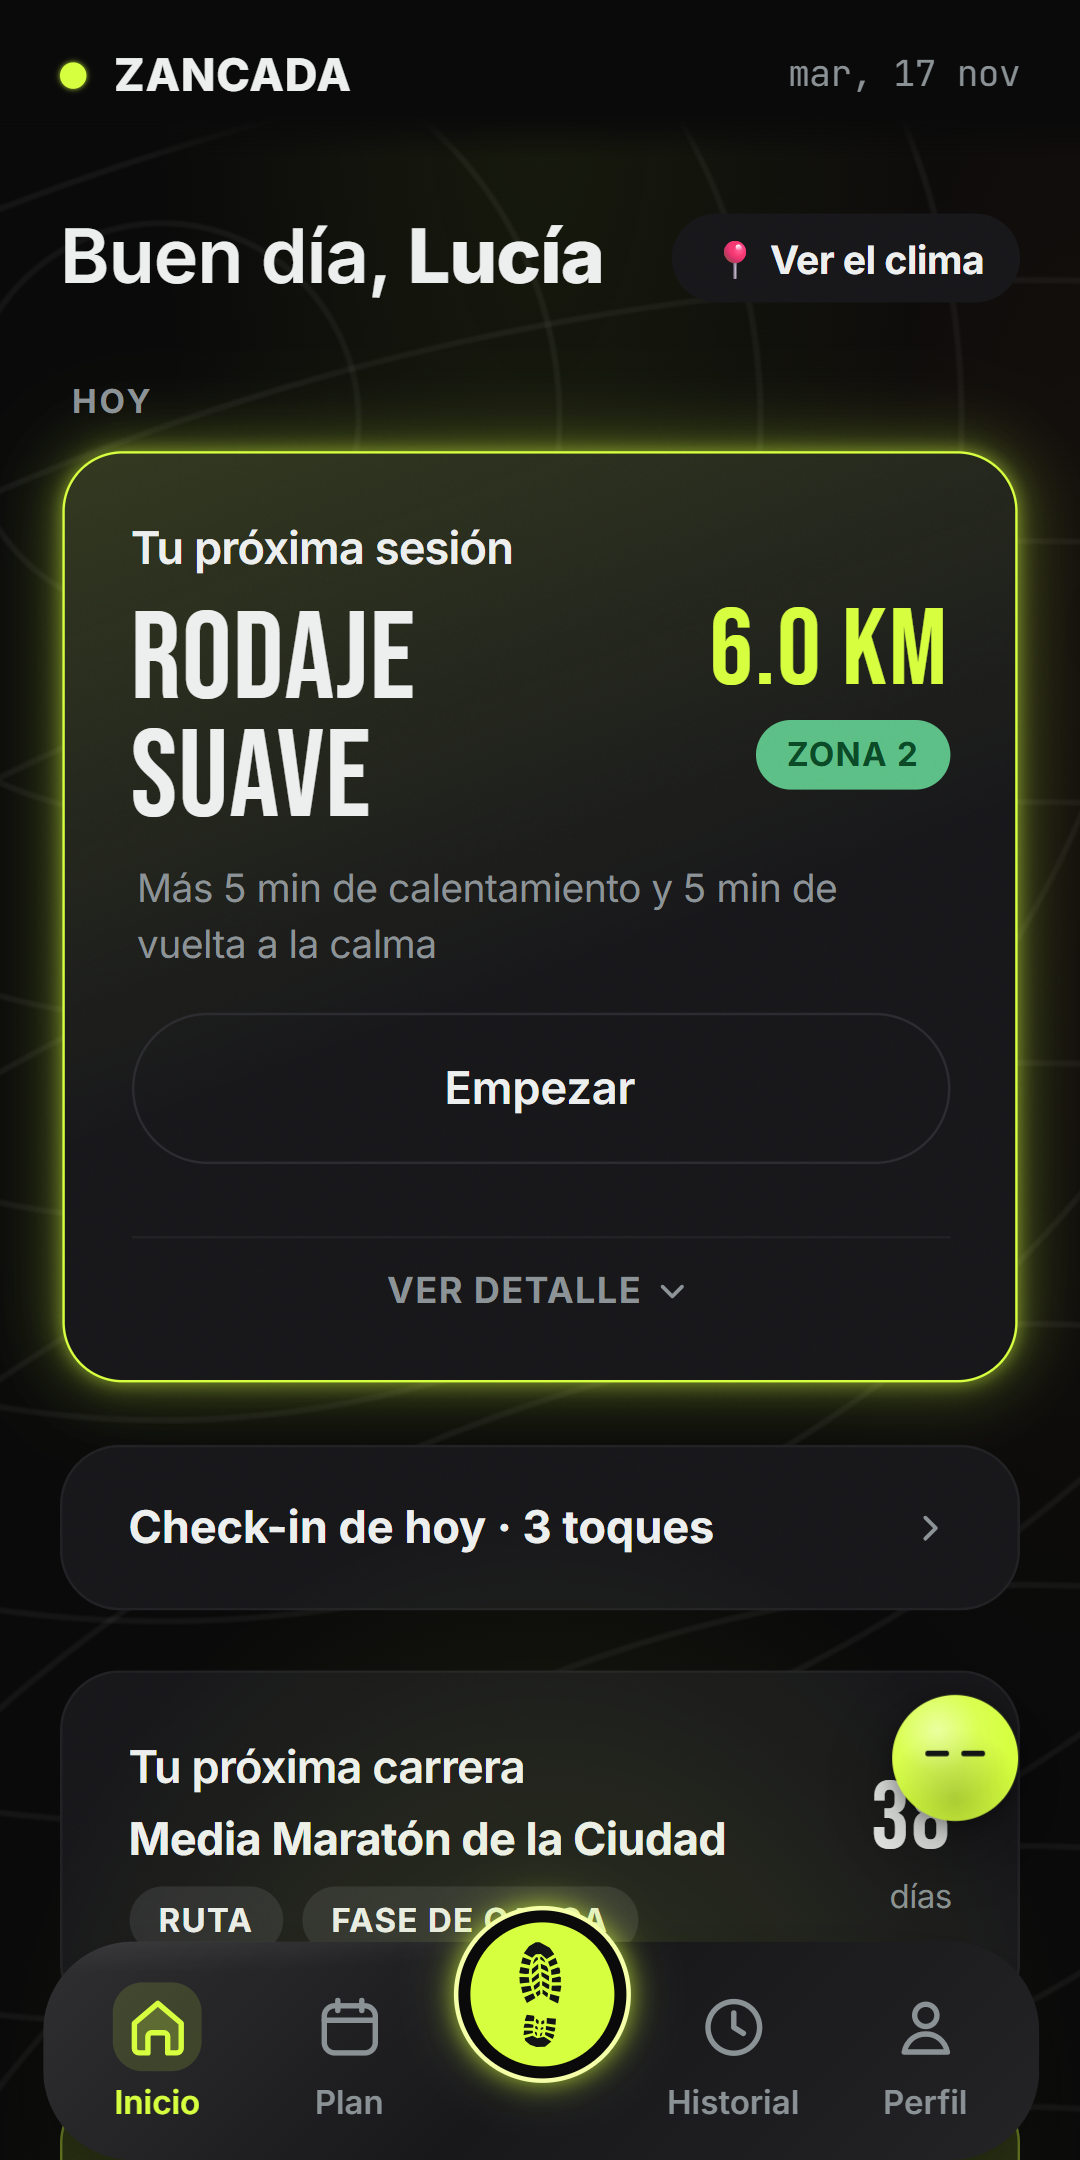 ZANCADA
mar, 17 nov
Buen día, Lucía
Ver el clima
HOY
Tu próxima sesión
RODAJE
SUAVE
6.0 KM
ZONA 2
Más 5 min de calentamiento y 5 min de
vuelta a la calma
Empezar
VER DETALLE
Check-in de hoy · 3 toques
Tu próxima carrera
Media Maratón de la Ciudad
38
días
RUTA
FASE DE
Inicio
Plan
Historial
Perfil